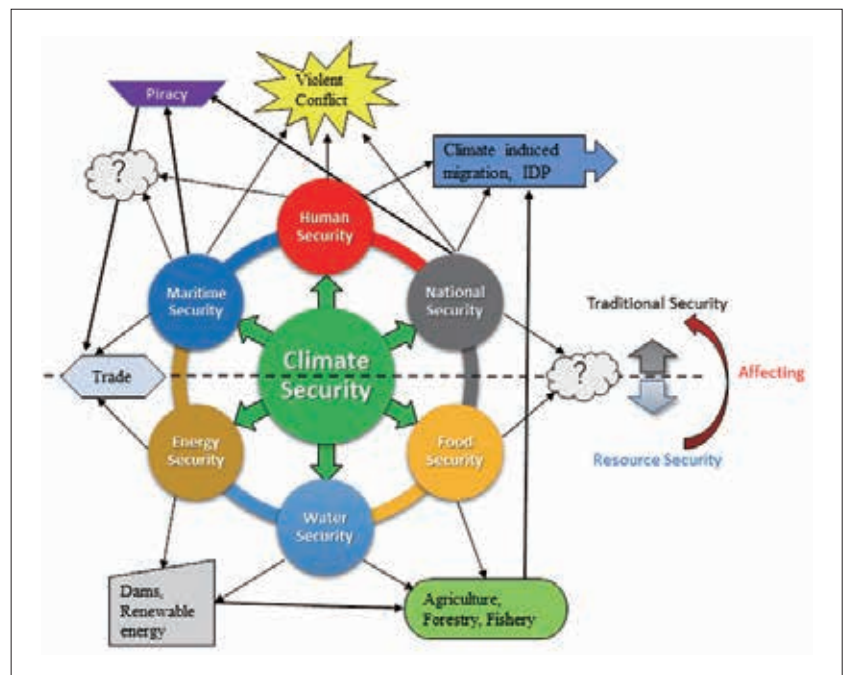 Violent
Conflict
Piracy
Climate induced
migration, IDP
?
Human
Security
Maritime
Security
National
Security
Traditional Security
Climate
Security
Trade
?
Affecting
Energy
Security
Food
Security
Resource Security
Water
Security
Dams,
Renewable
energy
Agriculture,
Forestry, Fishery